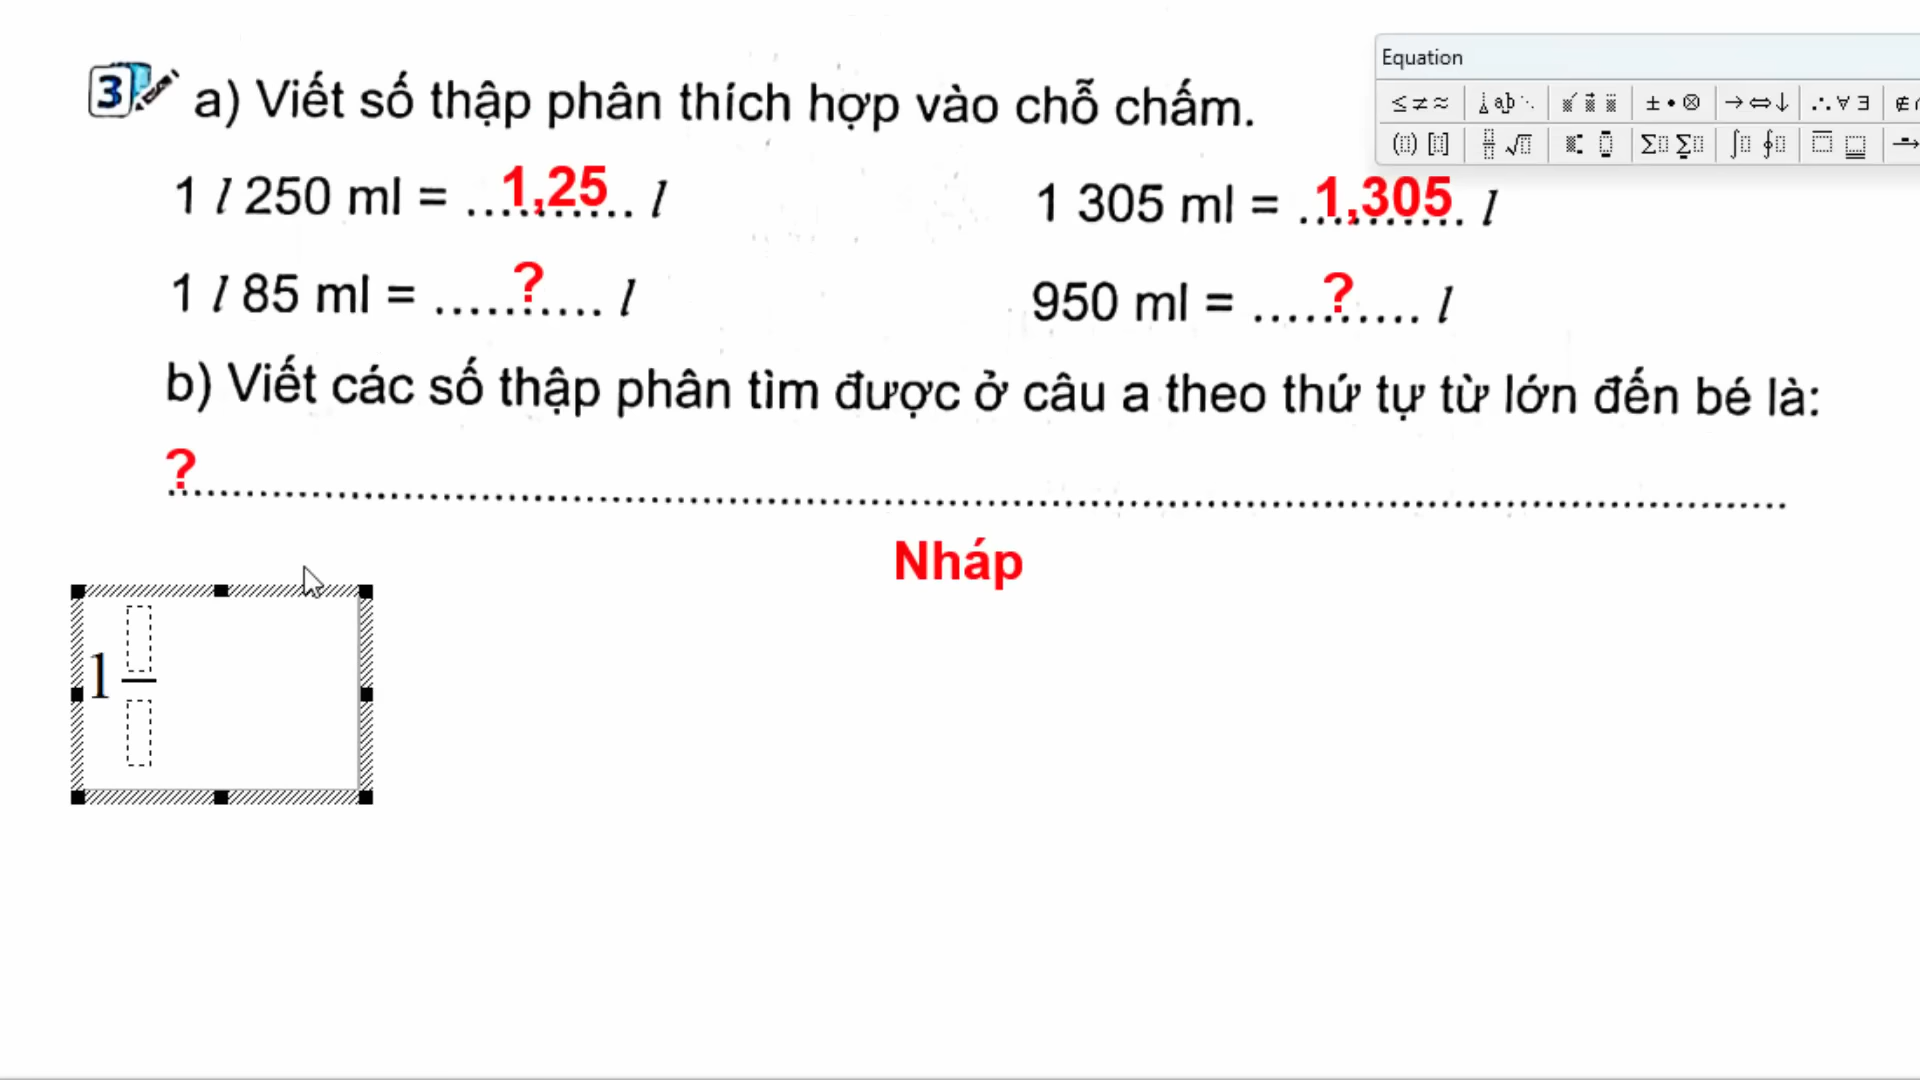 Equation
3 a) Viết số thập phân thích hợp vào chỗ chấm.
1 l 250 ml = ...1,25... l
1 305 ml = ...1,305... l
1 l 85 ml = .....?..... l
950 ml = .....?..... l
b) Viết các số thập phân tìm được ở câu a theo thứ tự từ lớn đến bé là:
?
Nháp
1